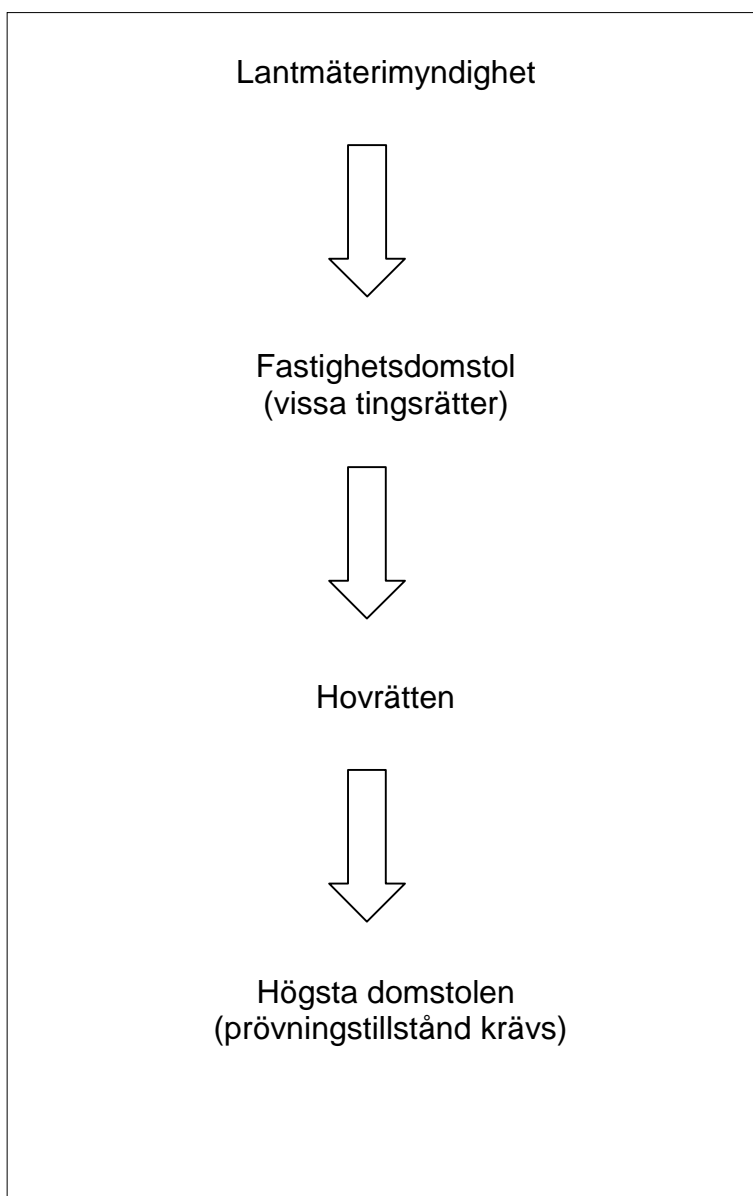 Lantmäterimyndighet
Fastighetsdomstol
(vissa tingsrätter)
Hovrätten
Högsta domstolen
(prövningstillstånd krävs)